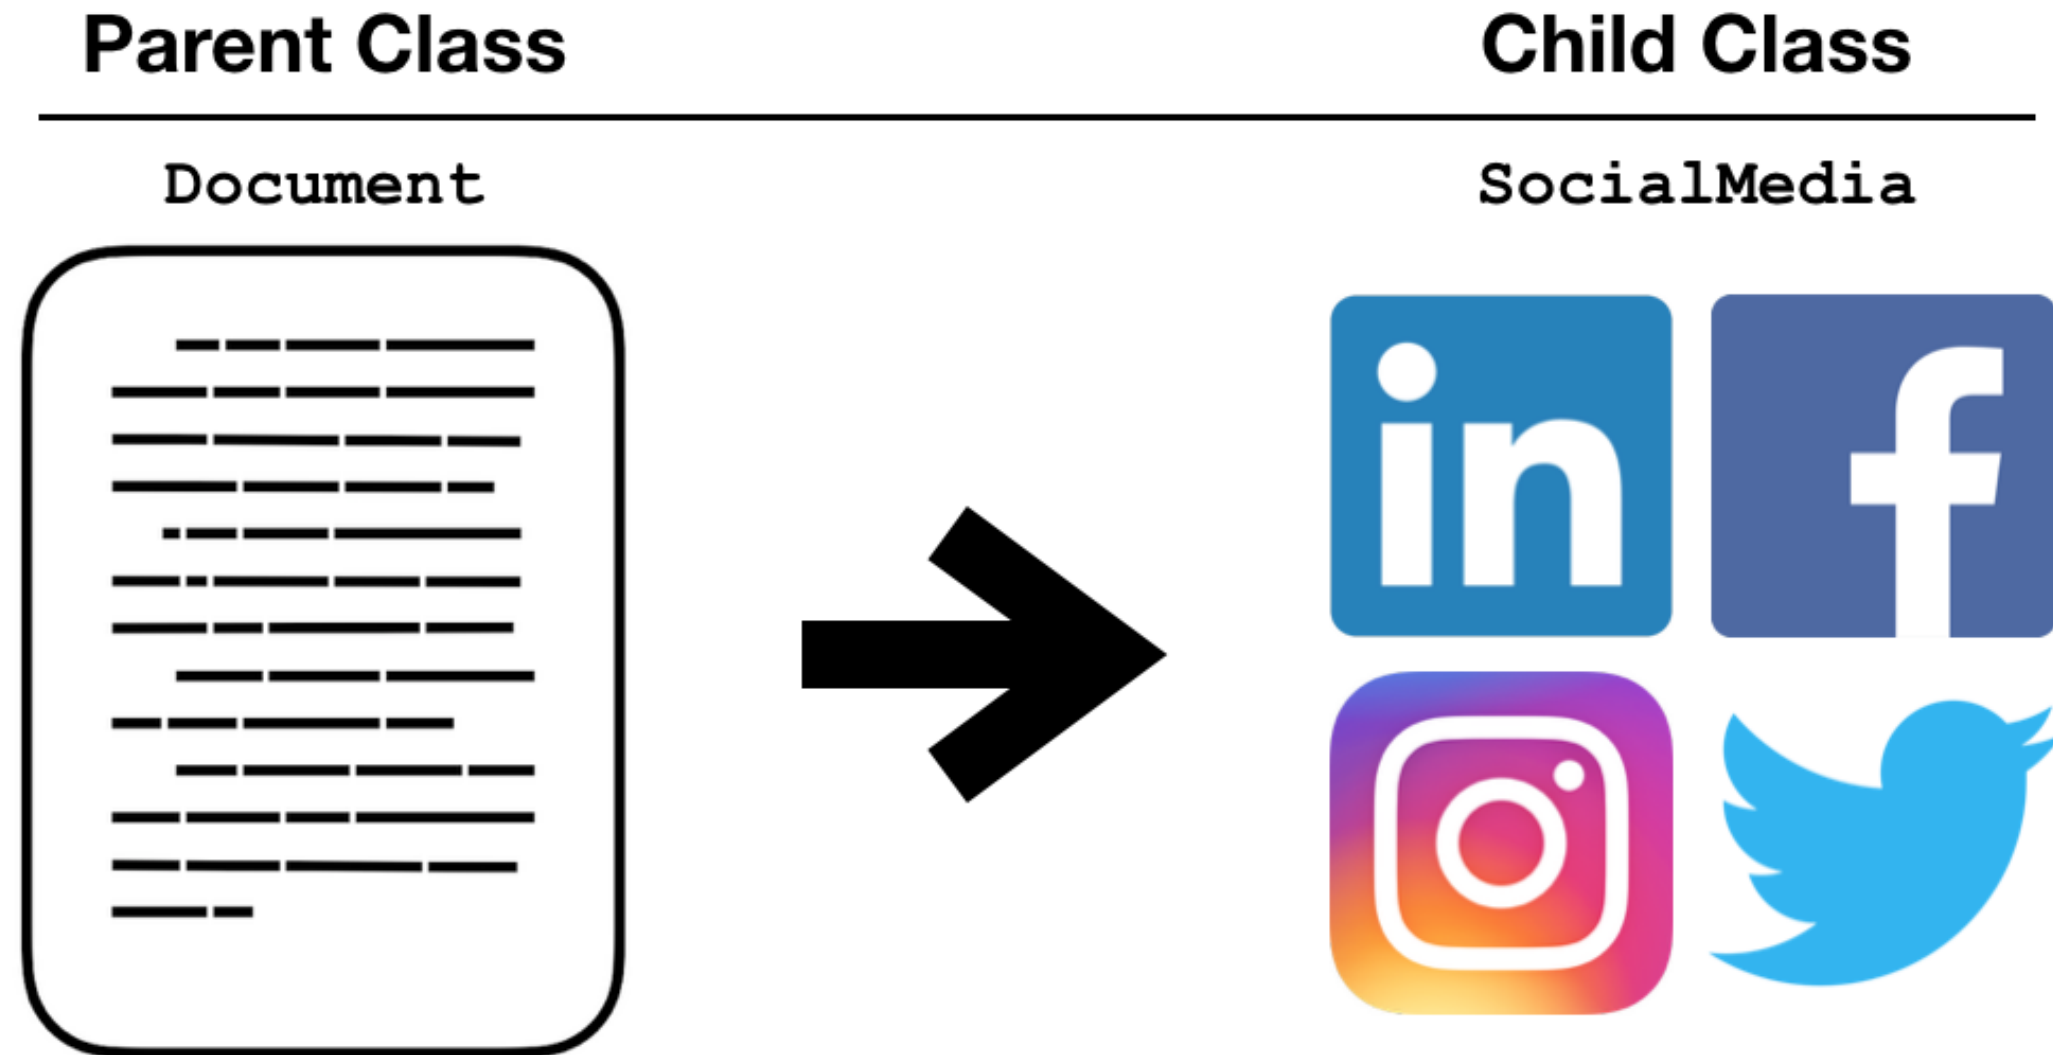 Parent Class
Child Class
Document
SocialMedia
in
f